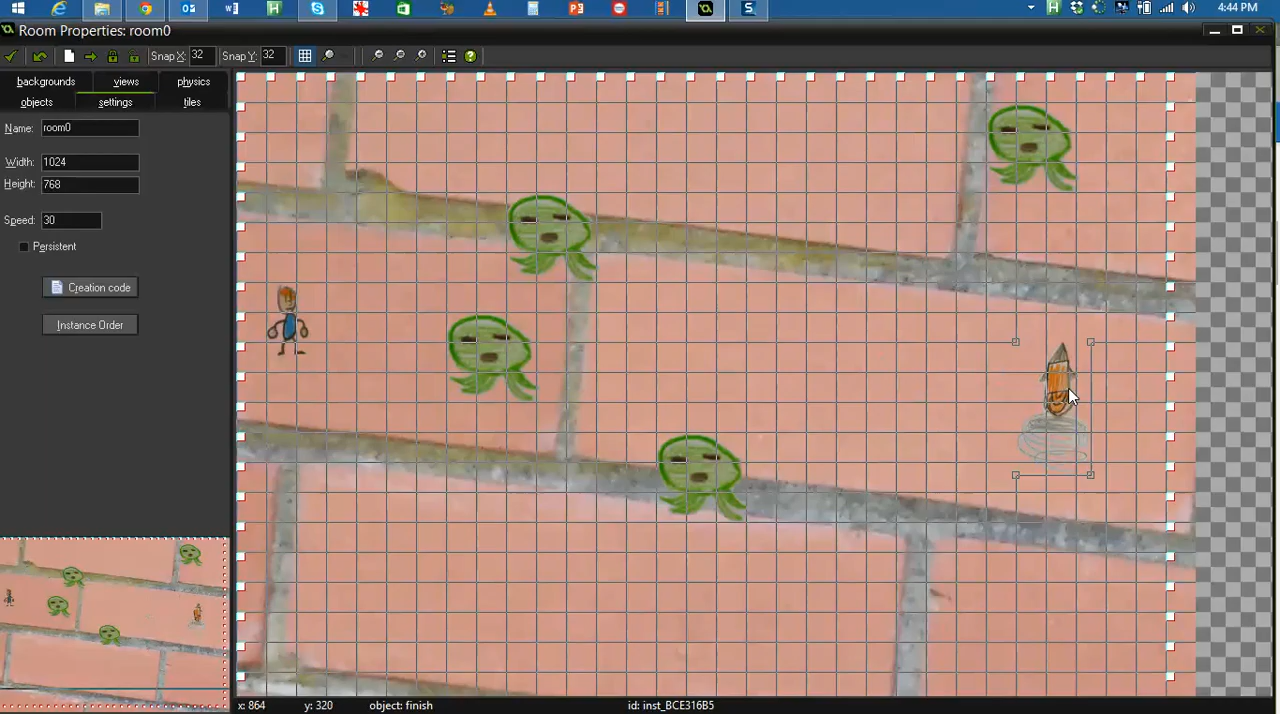 4:44 PM
Room Properties: room0
Snap X: 32 Snap Y: 32
backgrounds views physics
objects settings tiles
Name: room0
Width: 1024
Height: 768
Speed: 30
Persistent
Creation code
Instance Order
x: 864 y: 320 object: finish id: inst_BCE316B5